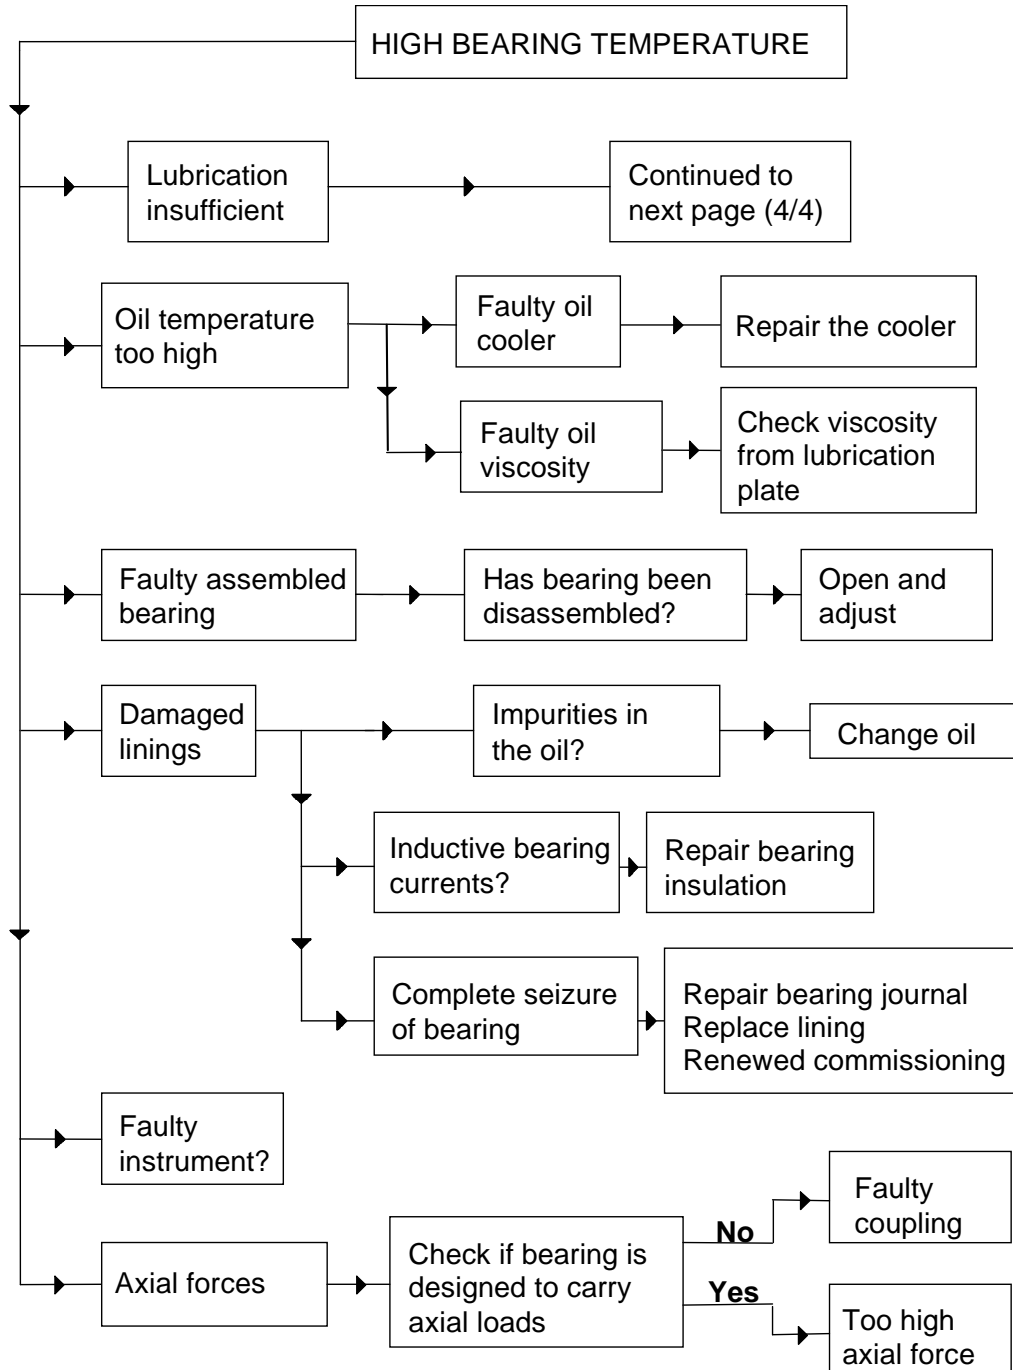 HIGH BEARING TEMPERATURE
Lubrication
insufficient
Continued to
next page (4/4)
Oil temperature
too high
Faulty oil
cooler
Repair the cooler
Faulty oil
viscosity
Check viscosity
from lubrication
plate
Faulty assembled
bearing
Has bearing been
disassembled?
Open and
adjust
Damaged
linings
Impurities in
the oil?
Change oil
Inductive bearing
currents?
Repair bearing
insulation
Complete seizure
of bearing
Repair bearing journal
Replace lining
Renewed commissioning
Faulty
instrument?
Axial forces
Check if bearing is
designed to carry
axial loads
No
Faulty
coupling
Yes
Too high
axial force